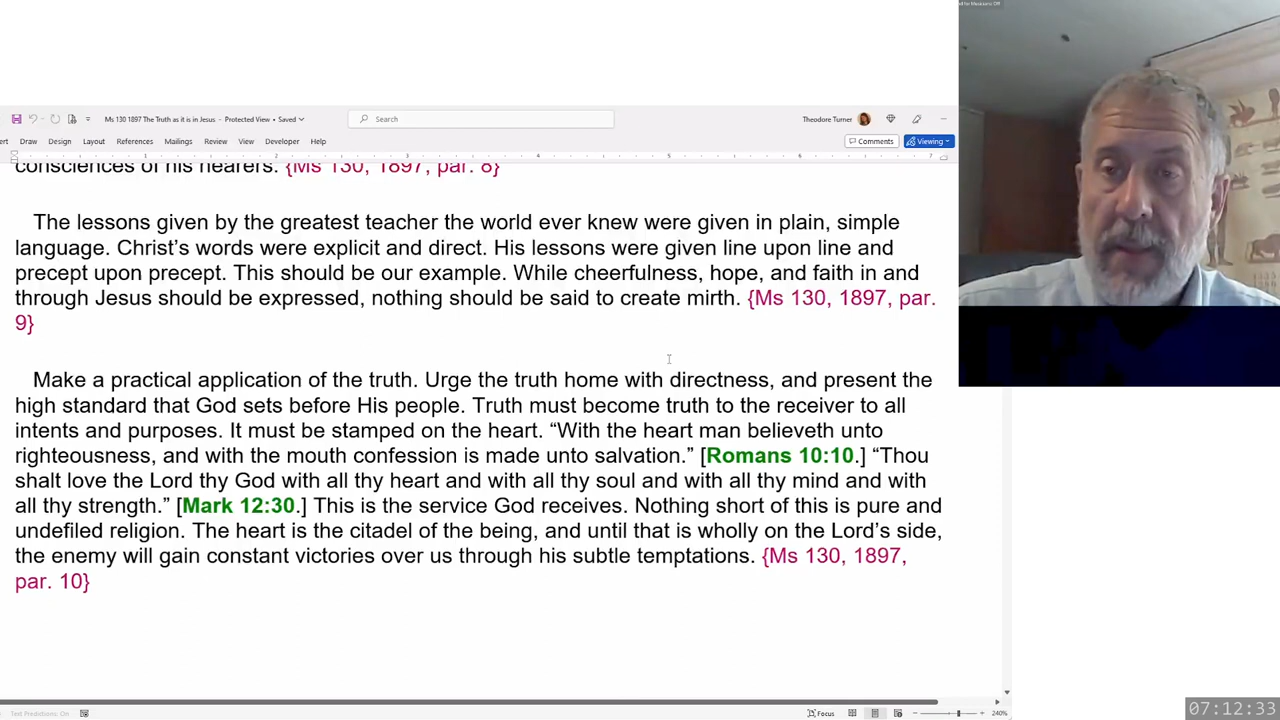 Ms 130 1897 The Truth as it is in Jesus - Protected View • Saved
Search
Theodore Turner
Draw Design Layout References Mailings Review View Developer Help
Comments
Viewing
1 2 4 5 6 7
consciences of his hearers. {Ms 130, 1897, par. 8}
The lessons given by the greatest teacher the world ever knew were given in plain, simple
language. Christ’s words were explicit and direct. His lessons were given line upon line and
precept upon precept. This should be our example. While cheerfulness, hope, and faith in and
through Jesus should be expressed, nothing should be said to create mirth. {Ms 130, 1897, par.
9}
Make a practical application of the truth. Urge the truth home with directness, and present the
high standard that God sets before His people. Truth must become truth to the receiver to all
intents and purposes. It must be stamped on the heart. “With the heart man believeth unto
righteousness, and with the mouth confession is made unto salvation.” [Romans 10:10.] “Thou
shalt love the Lord thy God with all thy heart and with all thy soul and with all thy mind and with
all thy strength.” [Mark 12:30.] This is the service God receives. Nothing short of this is pure and
undefiled religion. The heart is the citadel of the being, and until that is wholly on the Lord’s side,
the enemy will gain constant victories over us through his subtle temptations. {Ms 130, 1897,
par. 10}
Text Predictions: On
Focus
240%
07:12:33